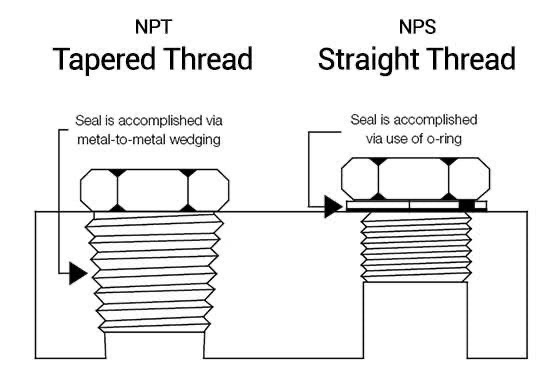 NPT
Tapered Thread
NPS
Straight Thread
Seal is accomplished via
metal-to-metal wedging
Seal is accomplished
via use of o-ring